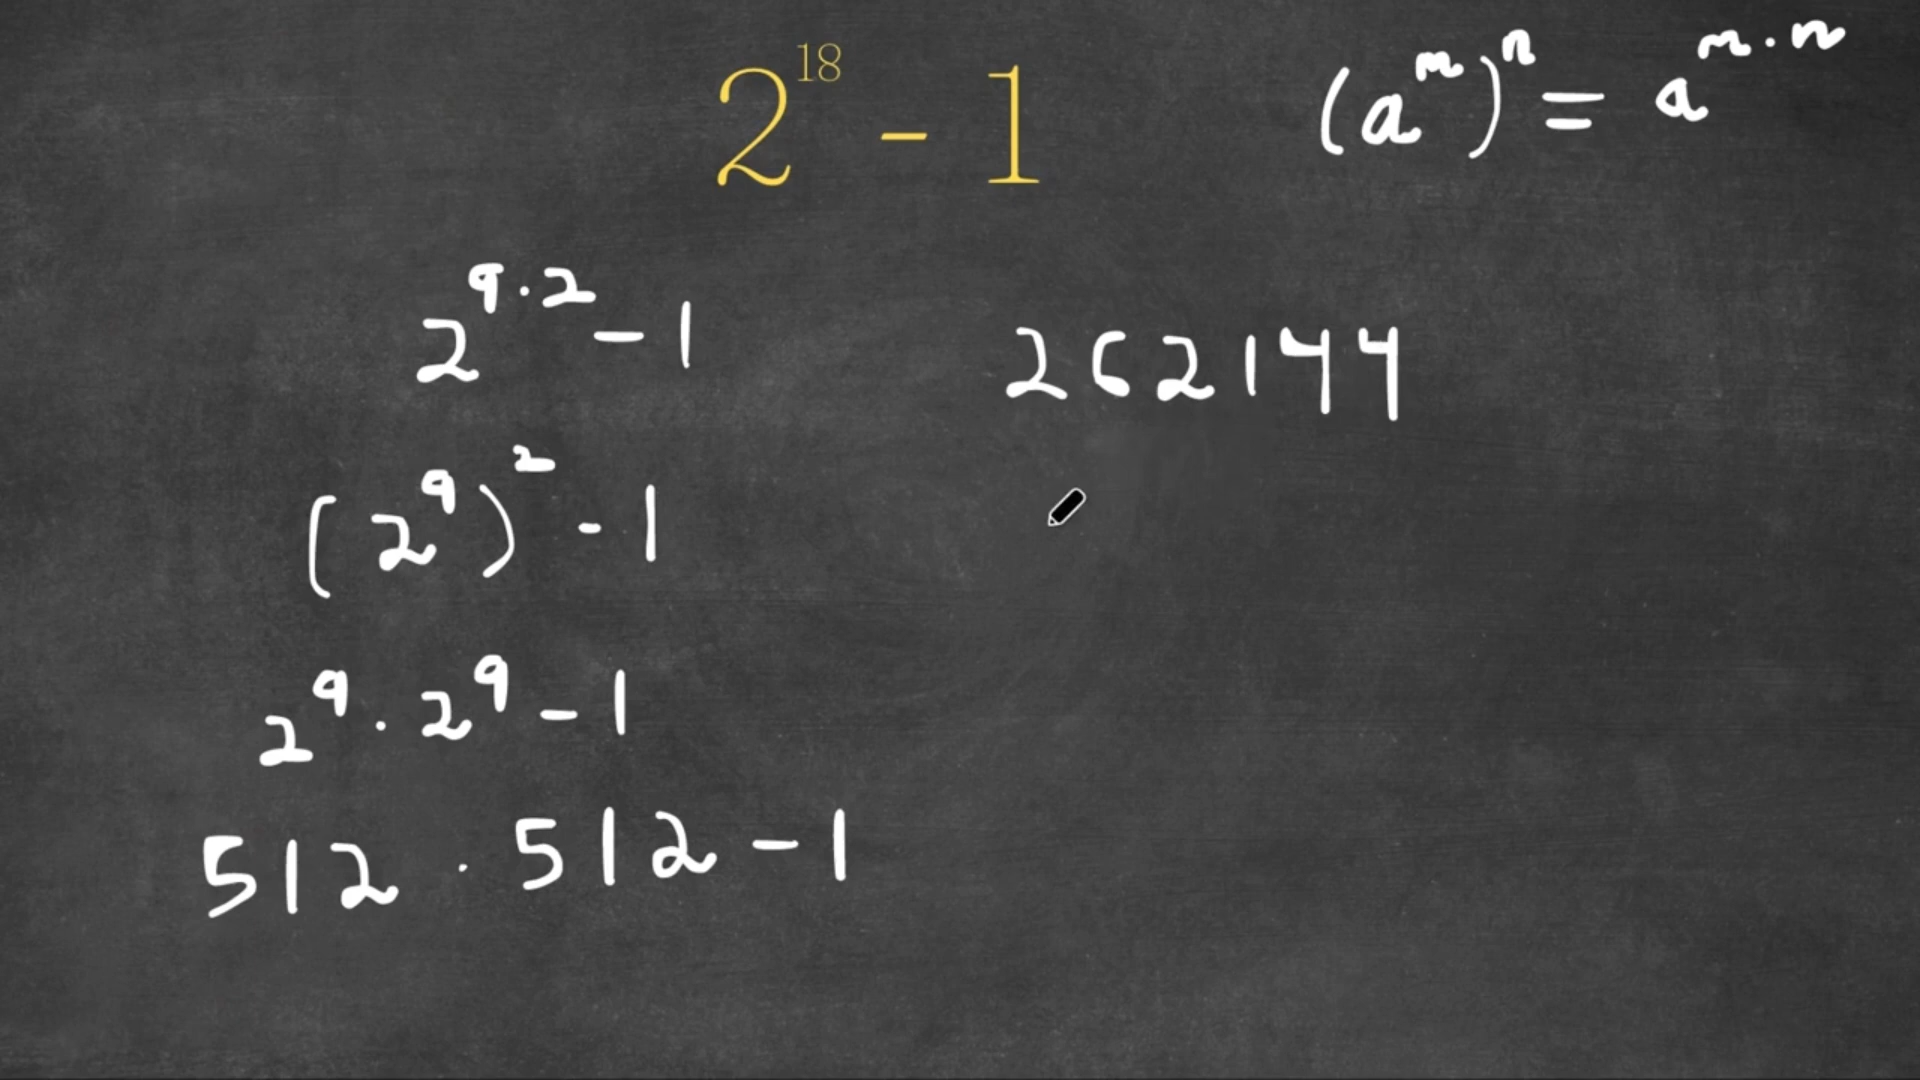 2^18 - 1
(a^m)^n = a^m·n
2^9·2 - 1
262144
(2^9)^2 - 1
2^9 · 2^9 - 1
512 · 512 - 1